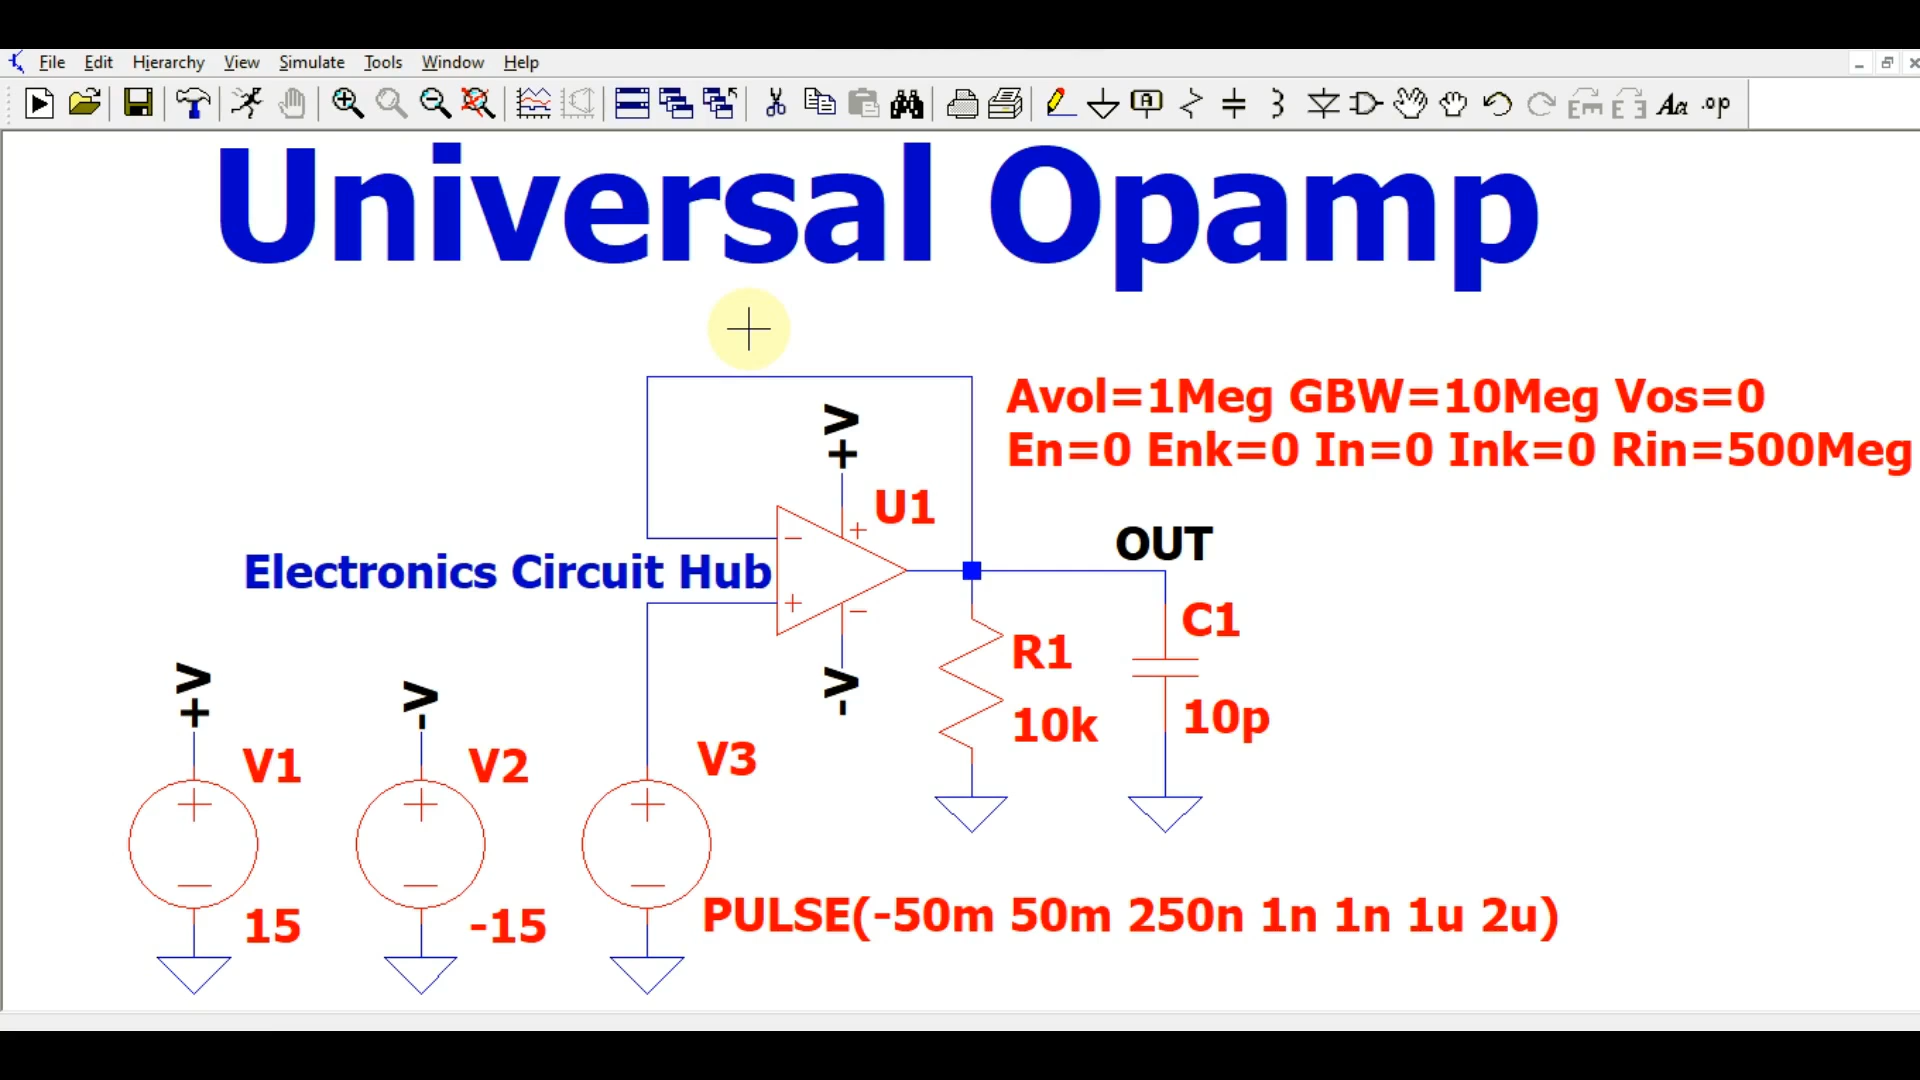 File Edit Hierarchy View Simulate Tools Window Help
A Aa .op
Universal Opamp
Avol=1Meg GBW=10Meg Vos=0
En=0 Enk=0 In=0 Ink=0 Rin=500Meg
+V
U1
OUT
Electronics Circuit Hub
C1
R1
-V
10k
10p
+V
-V
V1
V2
V3
15
-15
PULSE(-50m 50m 250n 1n 1n 1u 2u)